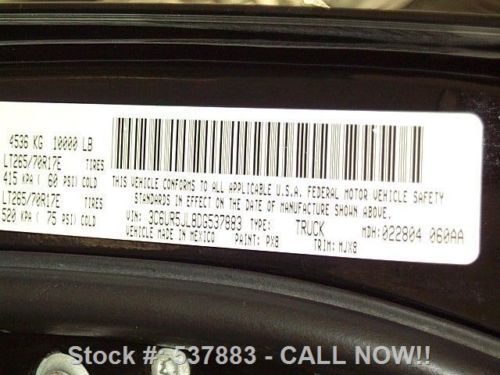 4536 KG 10000 LB
LT265/70R17E TIRES
415 KPA ( 60 PSI) COLD
LT265/70R17E TIRES
520 KPA ( 75 PSI) COLD
THIS VEHICLE CONFORMS TO ALL APPLICABLE U.S.A. FEDERAL MOTOR VEHICLE SAFETY
STANDARDS IN EFFECT ON THE DATE OF MANUFACTURE SHOWN ABOVE
VIN: 3C6UR5JL8DG537883 TYPE: TRUCK MDH: 022804 060AA
VEHICLE MADE IN MEXICO PAINT: PX8 TRIM: MJX8
Stock #: 537883 - CALL NOW!!